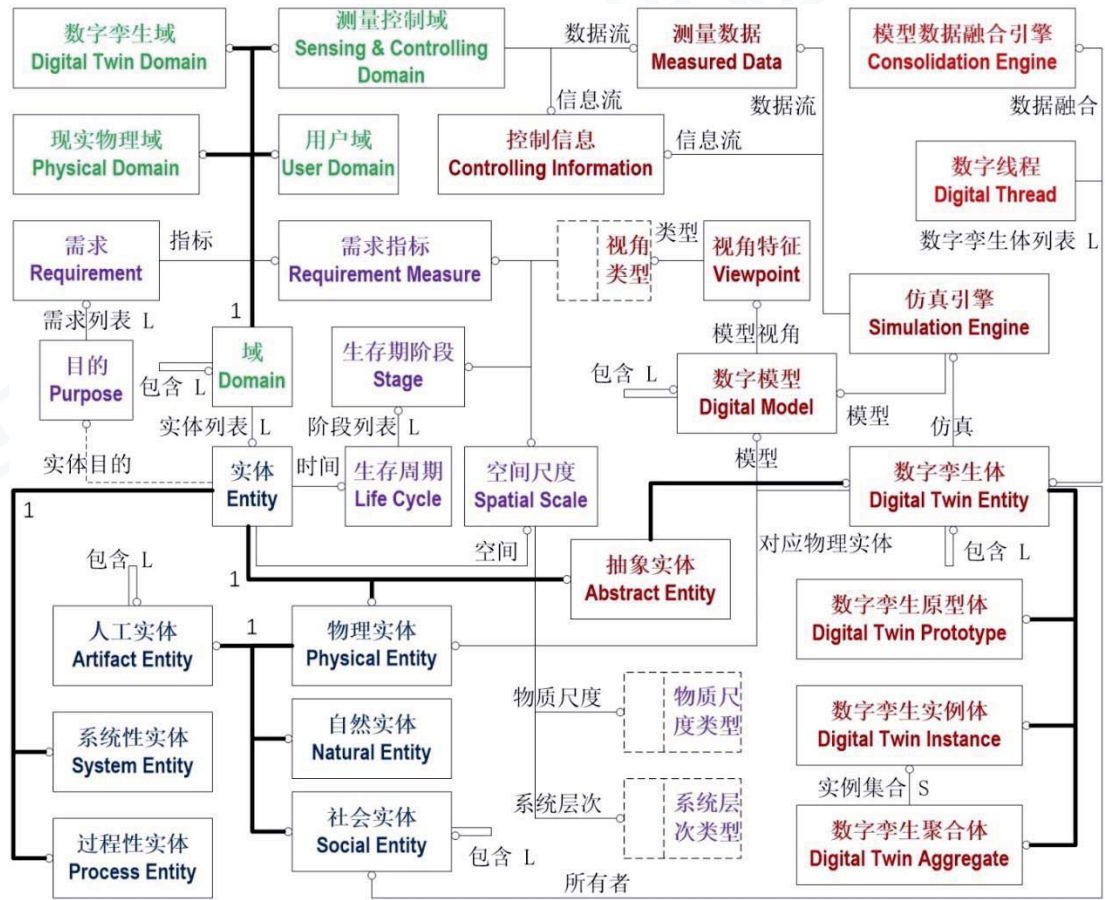 数字孪生域
Digital Twin Domain
测量控制域
Sensing & Controlling
Domain
数据流
测量数据
Measured Data
模型数据融合引擎
Consolidation Engine
信息流
数据流
数据融合
现实物理域
Physical Domain
用户域
User Domain
控制信息
Controlling Information
信息流
数字线程
Digital Thread
需求
Requirement
指标
需求指标
Requirement Measure
视角
类型
类型
视角特征
Viewpoint
数字孪生体列表 L
需求列表 L
1
仿真引擎
Simulation Engine
目的
Purpose
域
Domain
包含 L
生存期阶段
Stage
模型视角
包含 L
数字模型
Digital Model
模型
仿真
实体列表 L
阶段列表 L
实体目的
实体
Entity
时间
生存周期
Life Cycle
空间尺度
Spatial Scale
模型
数字孪生体
Digital Twin Entity
1
空间
对应物理实体
包含 L
包含 L
1
抽象实体
Abstract Entity
人工实体
Artifact Entity
1
物理实体
Physical Entity
数字孪生原型体
Digital Twin Prototype
物质尺度
物质尺
度类型
系统性实体
System Entity
自然实体
Natural Entity
数字孪生实例体
Digital Twin Instance
系统层次
系统层
次类型
实例集合 S
过程性实体
Process Entity
社会实体
Social Entity
包含 L
数字孪生聚合体
Digital Twin Aggregate
所有者